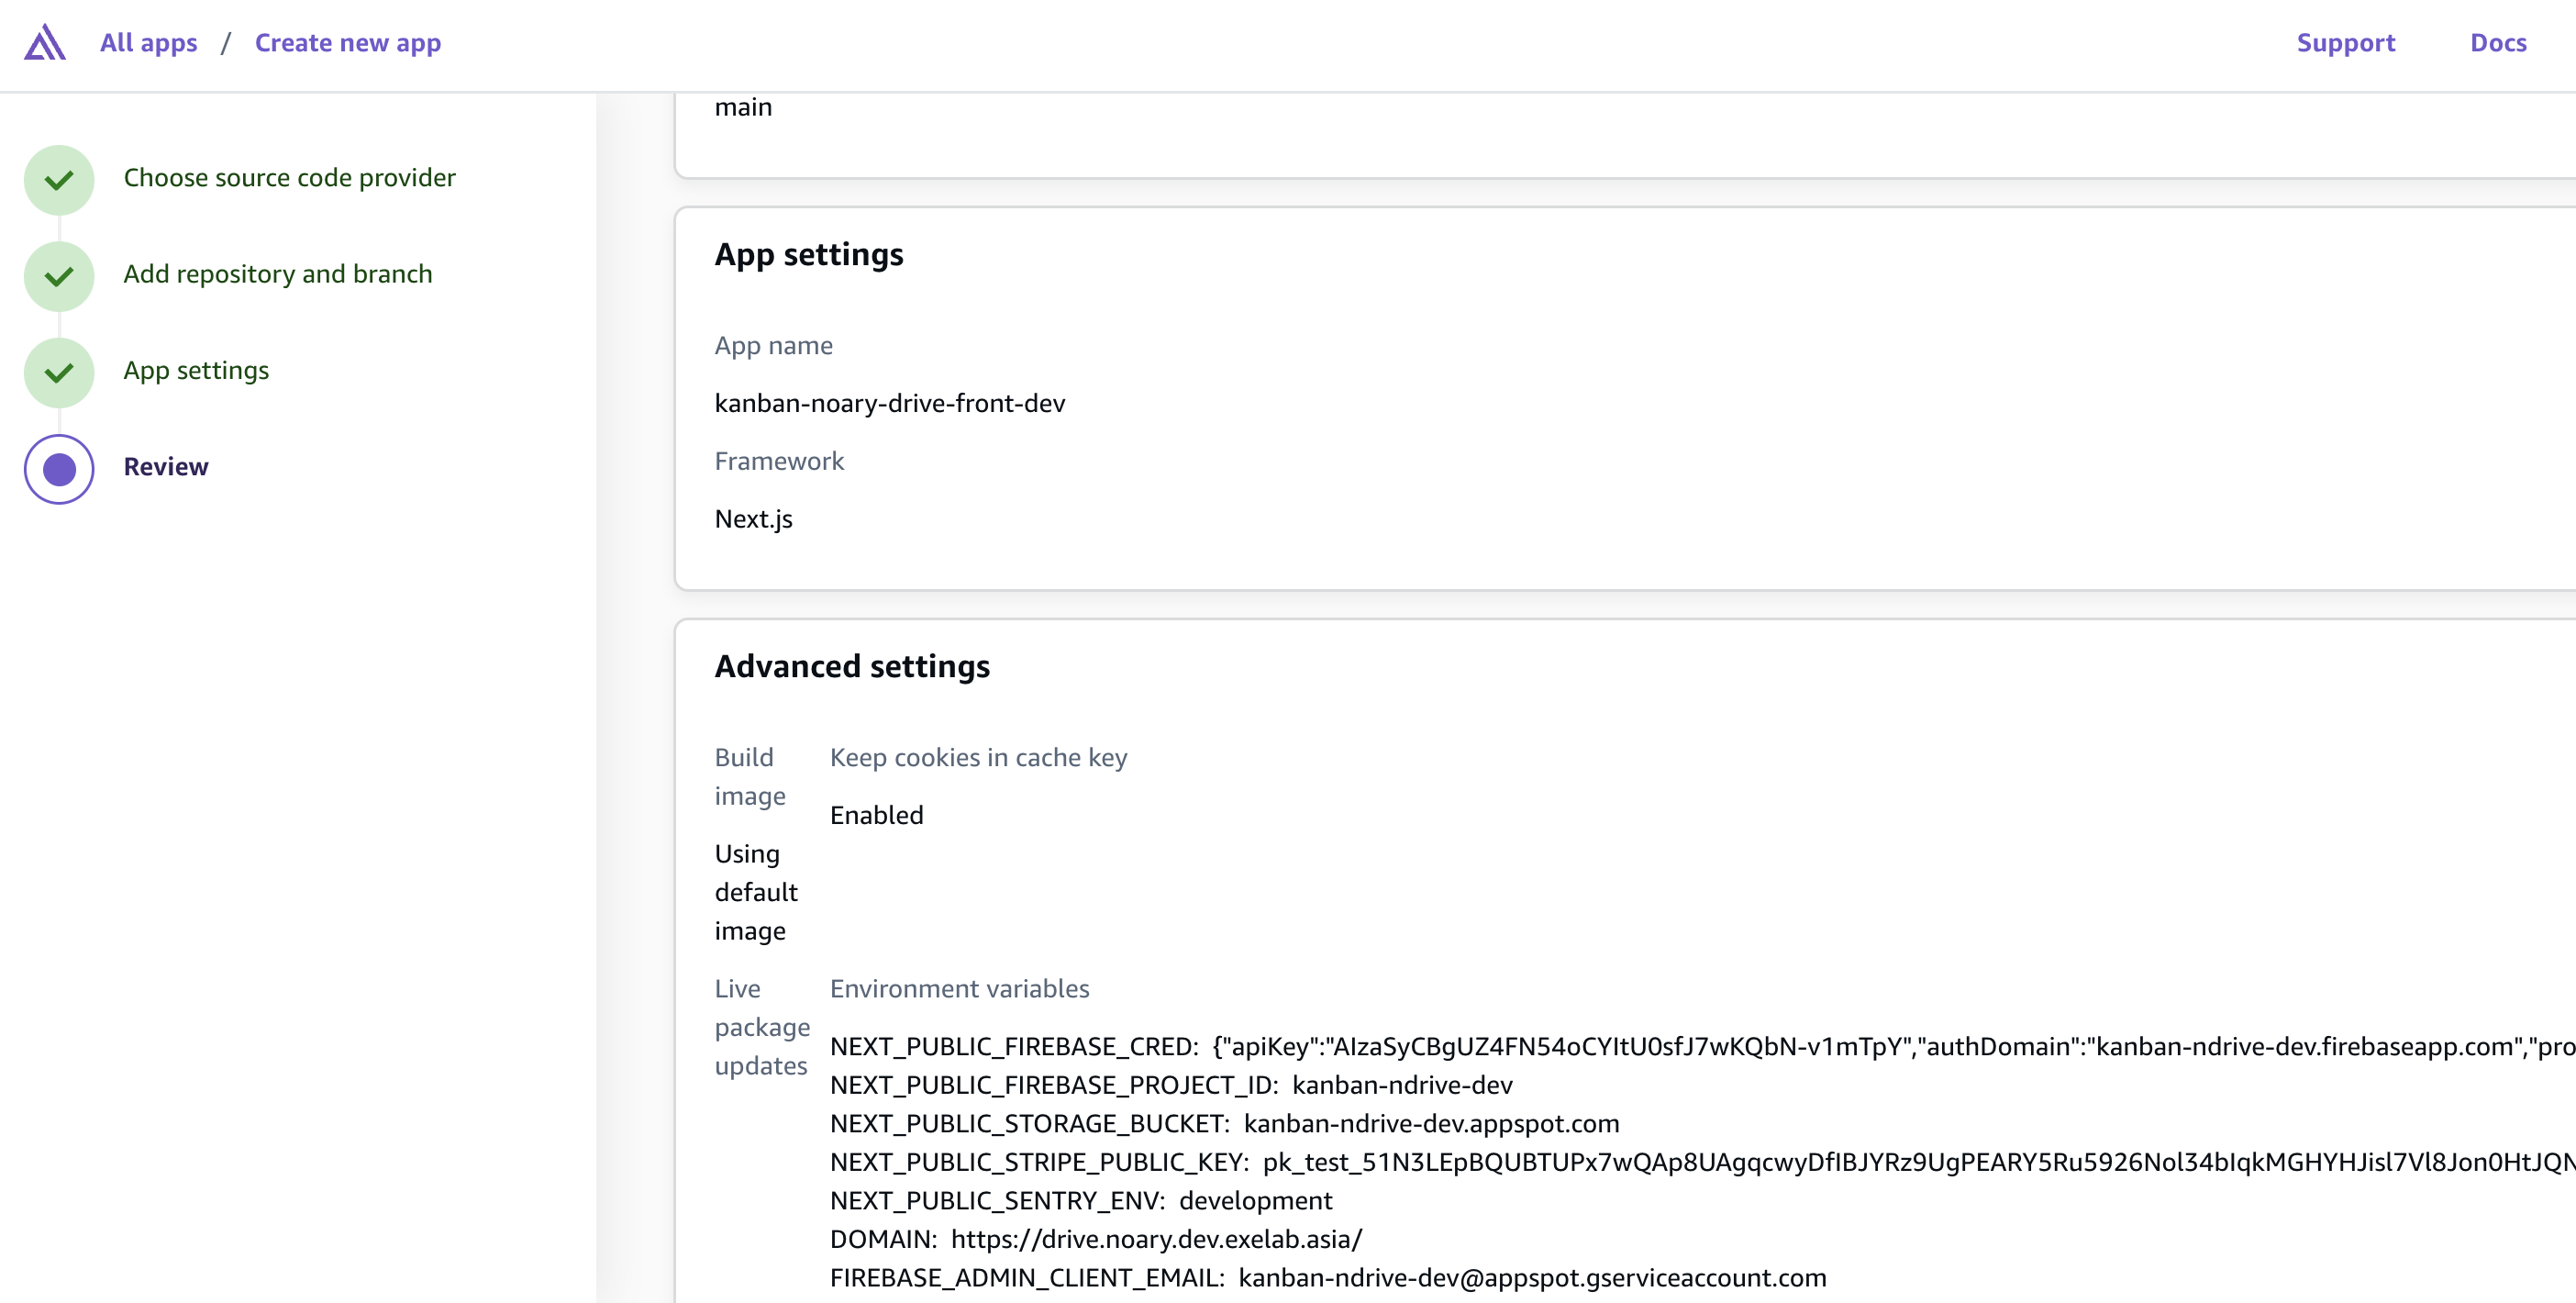 All apps / Create new app
Support
Docs
Choose source code provider
Add repository and branch
App settings
Review
main
App settings
App name
kanban-noary-drive-front-dev
Framework
Next.js
Advanced settings
Build image
Using default image
Keep cookies in cache key
Enabled
Live package updates
Environment variables
NEXT_PUBLIC_FIREBASE_CRED: {"apiKey":"AIzaSyCBgUZ4FN54oCYItU0sfJ7wKQbN-v1mTpY","authDomain":"kanban-ndrive-dev.firebaseapp.com","pro
NEXT_PUBLIC_FIREBASE_PROJECT_ID: kanban-ndrive-dev
NEXT_PUBLIC_STORAGE_BUCKET: kanban-ndrive-dev.appspot.com
NEXT_PUBLIC_STRIPE_PUBLIC_KEY: pk_test_51N3LEpBQUBTUPx7wQAp8UAgqcwyDfIBJYRz9UgPEARY5Ru5926Nol34bIqkMGHYHJisl7Vl8Jon0HtJQN
NEXT_PUBLIC_SENTRY_ENV: development
DOMAIN: https://drive.noary.dev.exelab.asia/
FIREBASE_ADMIN_CLIENT_EMAIL: kanban-ndrive-dev@appspot.gserviceaccount.com